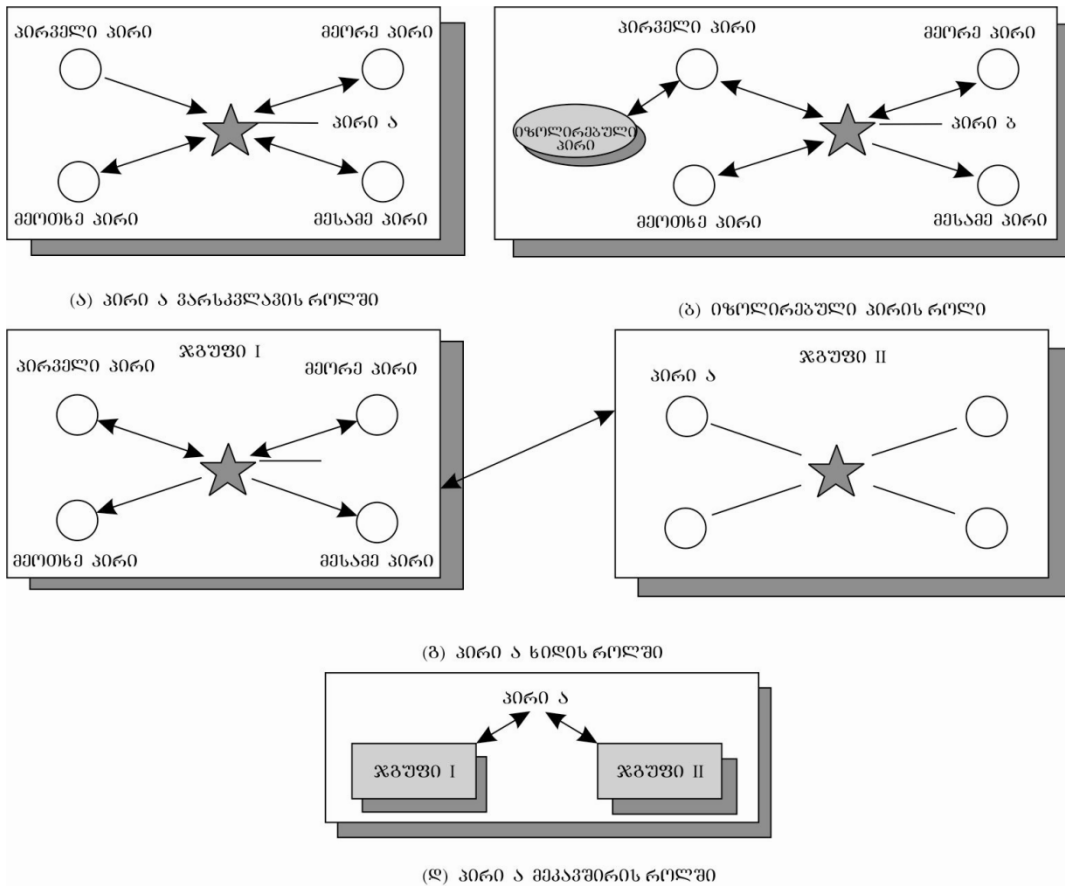 პირველი პირი
მეორე პირი
პირი ა
მეოთხე პირი
მესამე პირი
(ა) პირი ა ვარსკვლავის როლში
პირველი პირი
მეორე პირი
იზოლირებული
პირი
პირი ბ
მეოთხე პირი
მესამე პირი
(ბ) იზოლირებული პირის როლი
ჯგუფი I
პირველი პირი
მეორე პირი
მეოთხე პირი
მესამე პირი
ჯგუფი II
პირი ა
(გ) პირი ა ხიდის როლში
პირი ა
ჯგუფი I
ჯგუფი II
(დ) პირი ა მეკავშირის როლში